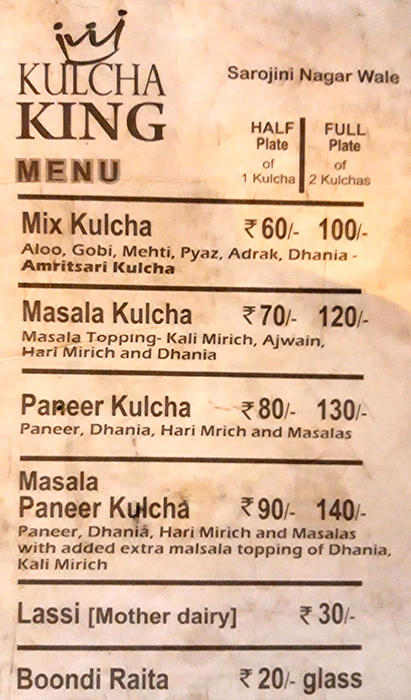 KULCHA
KING
Sarojini Nagar Wale
MENU
HALF Plate of 1 Kulcha
FULL Plate of 2 Kulchas
Mix Kulcha ₹60/- 100/-
Aloo, Gobi, Mehti, Pyaz, Adrak, Dhania -
Amritsari Kulcha
Masala Kulcha ₹70/- 120/-
Masala Topping- Kali Mirich, Ajwain,
Hari Mirich and Dhania
Paneer Kulcha ₹80/- 130/-
Paneer, Dhania, Hari Mrich and Masalas
Masala
Paneer Kulcha ₹90/- 140/-
Paneer, Dhania, Hari Mirich and Masalas
with added extra malsala topping of Dhania,
Kali Mirich
Lassi [Mother dairy] ₹30/-
Boondi Raita ₹20/- glass